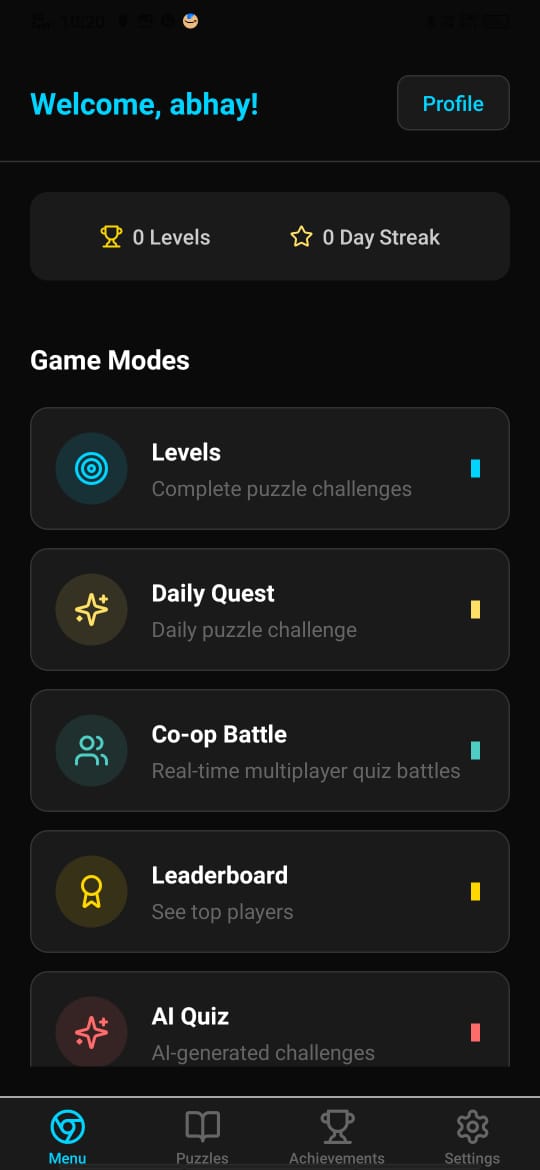 10:20
Welcome, abhay!
Profile
0 Levels
0 Day Streak
Game Modes
Levels
Complete puzzle challenges
Daily Quest
Daily puzzle challenge
Co-op Battle
Real-time multiplayer quiz battles
Leaderboard
See top players
AI Quiz
AI-generated challenges
Menu
Puzzles
Achievements
Settings